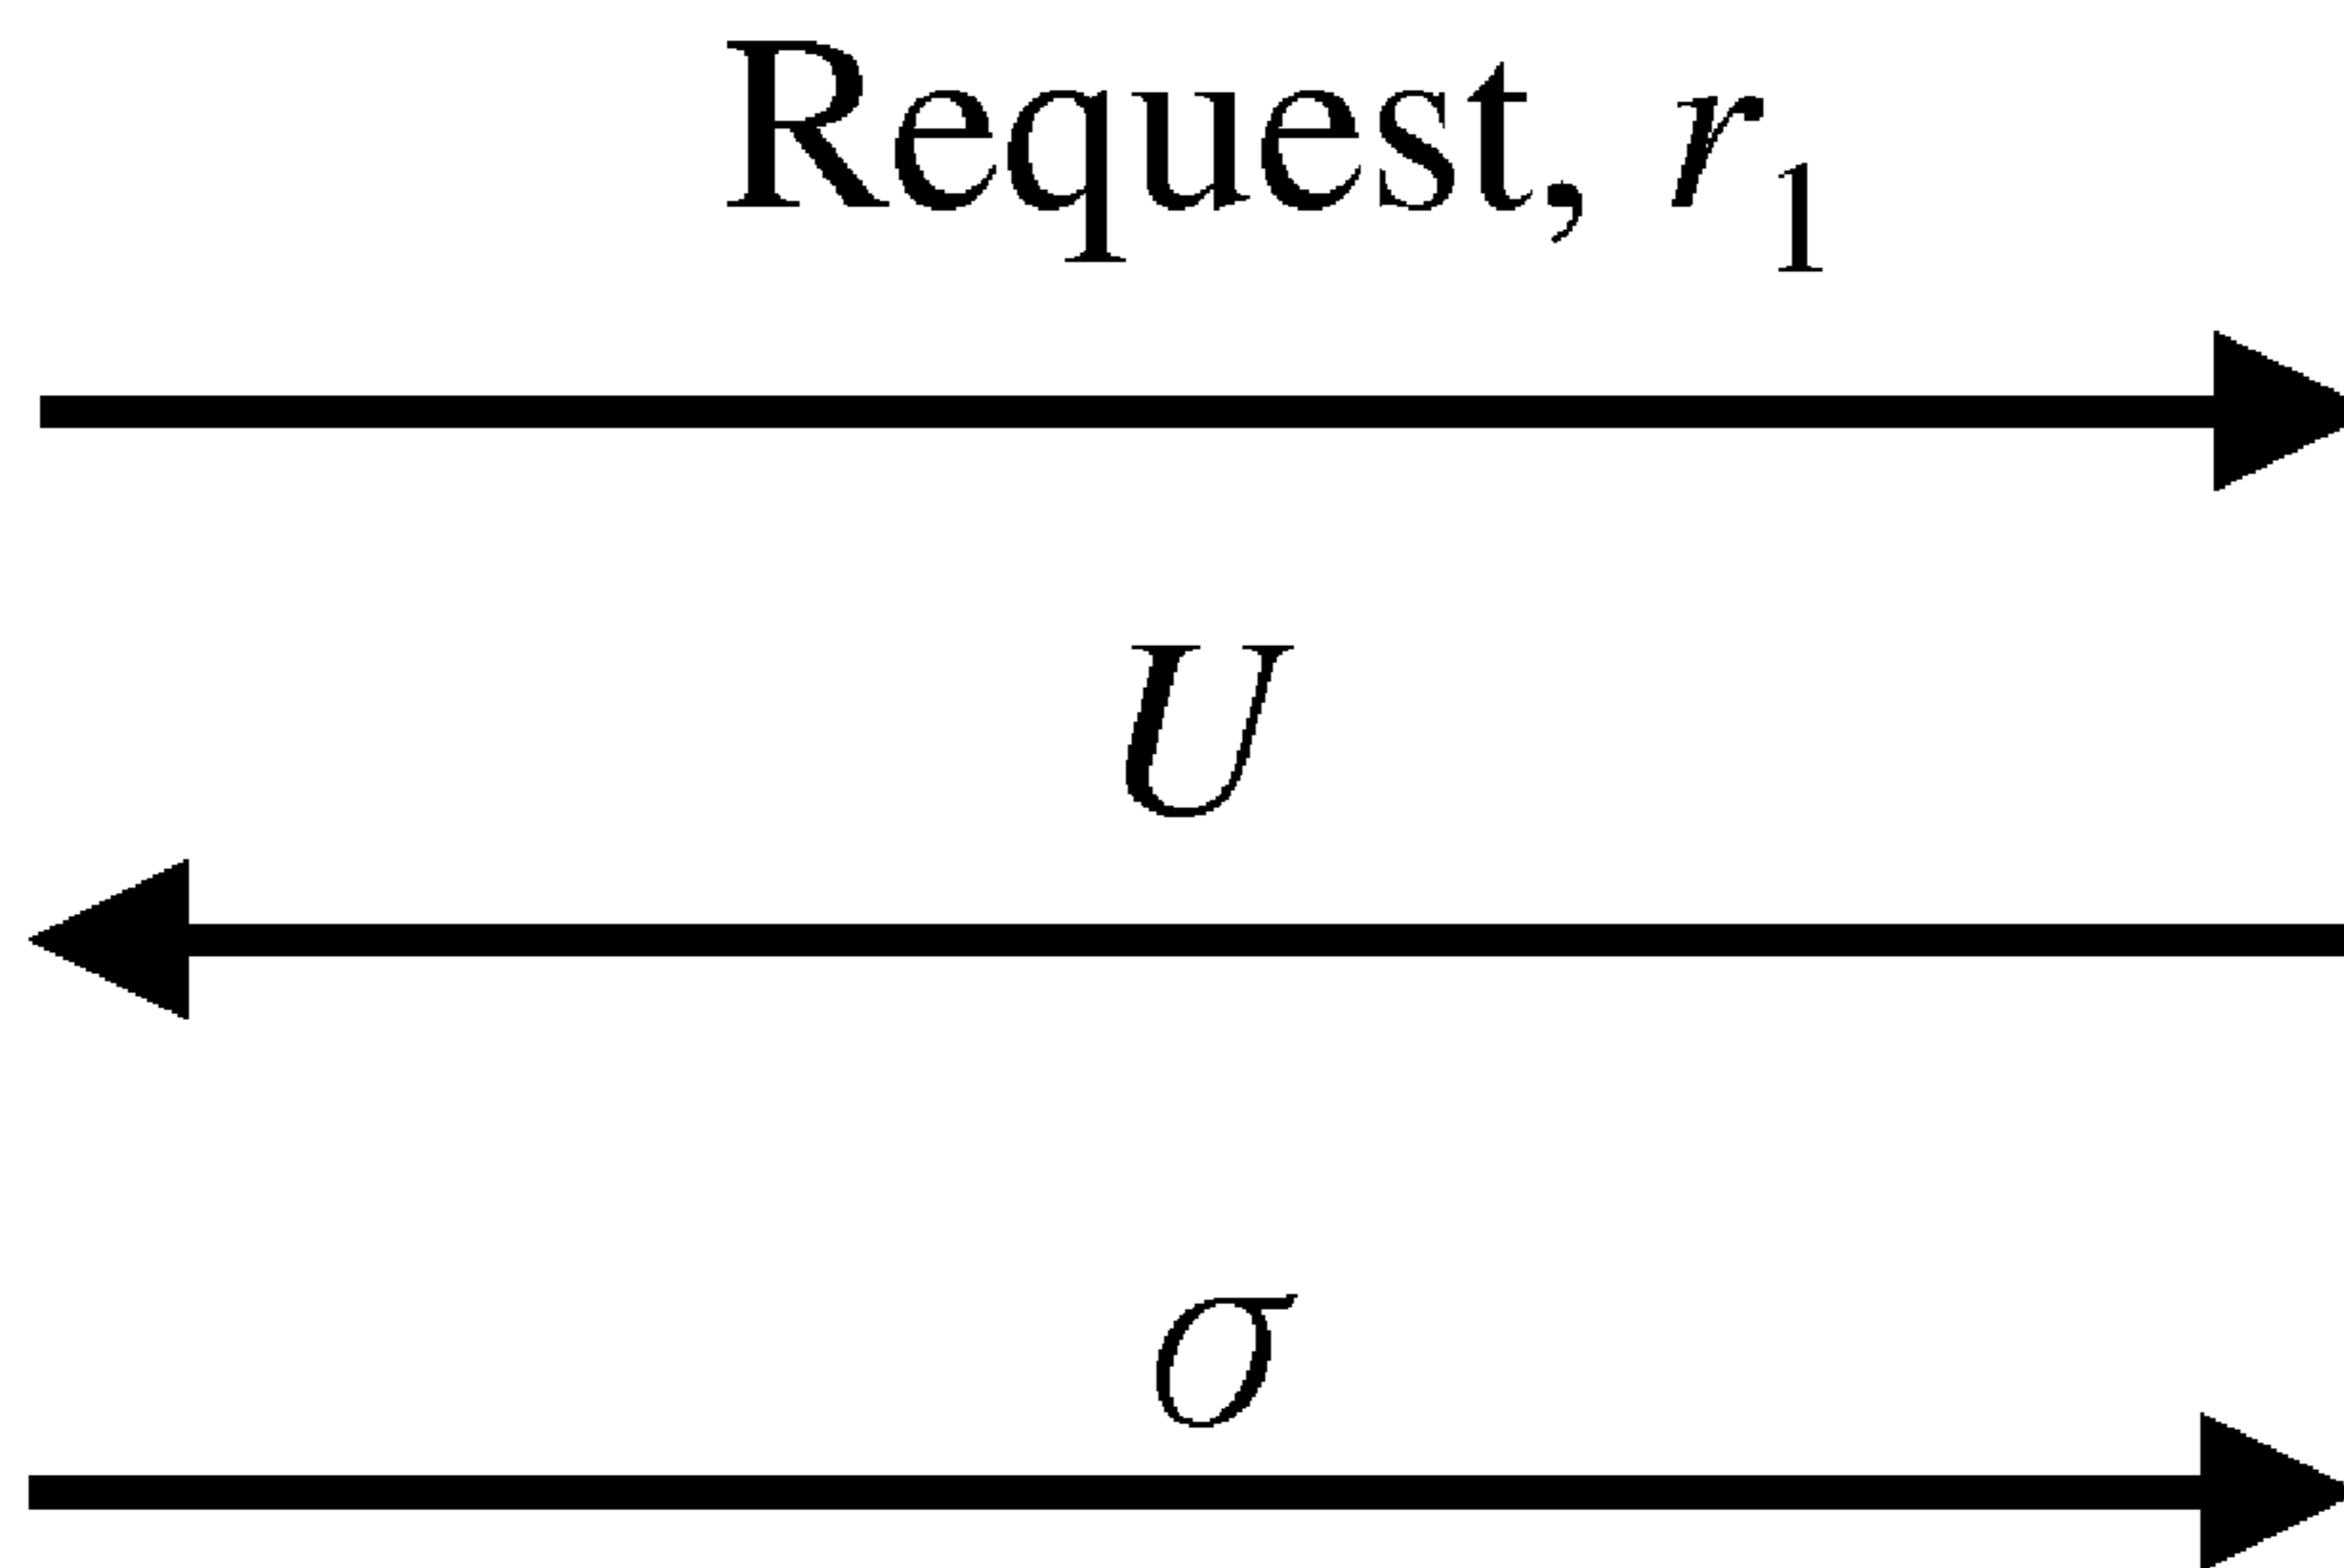 Request, r₁
U
σ